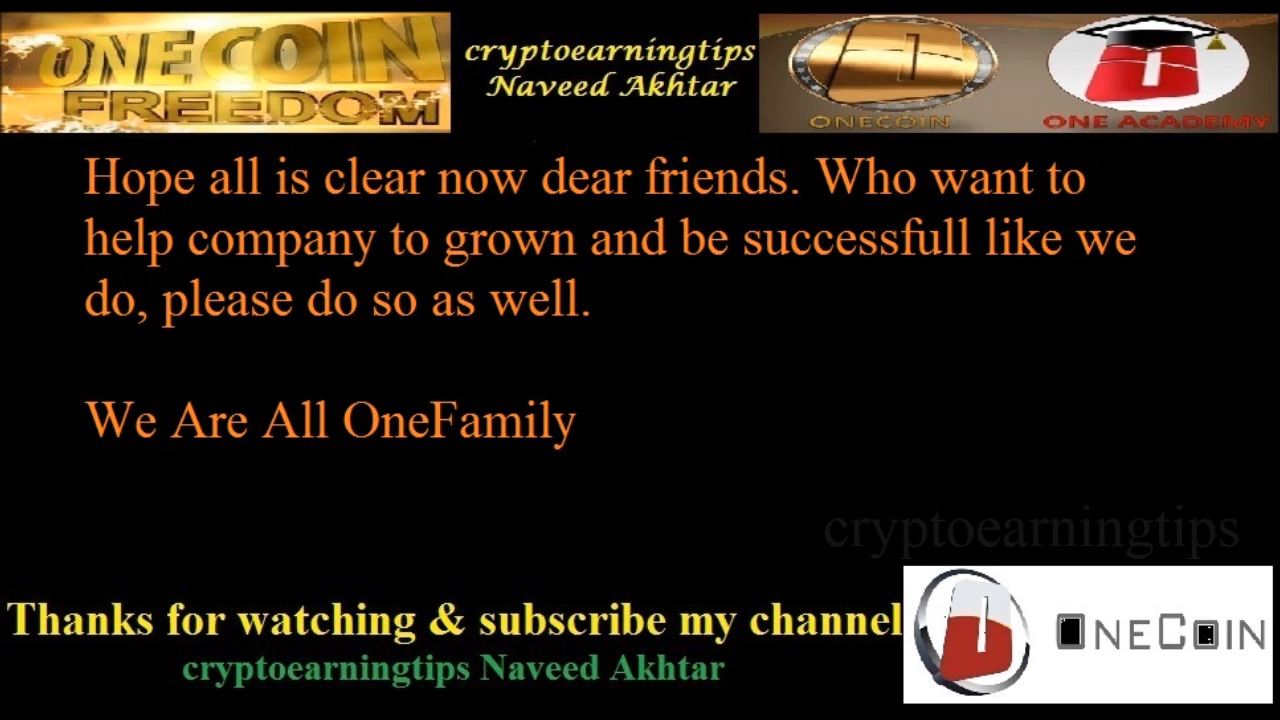 ONE COIN
FREEDOM
cryptoearningtips
Naveed Akhtar
ONECOIN
ONE ACADEMY
Hope all is clear now dear friends. Who want to
help company to grown and be successfull like we
do, please do so as well.
We Are All OneFamily
cryptoearningtips
Thanks for watching & subscribe my channel
cryptoearningtips Naveed Akhtar
ONECOIN